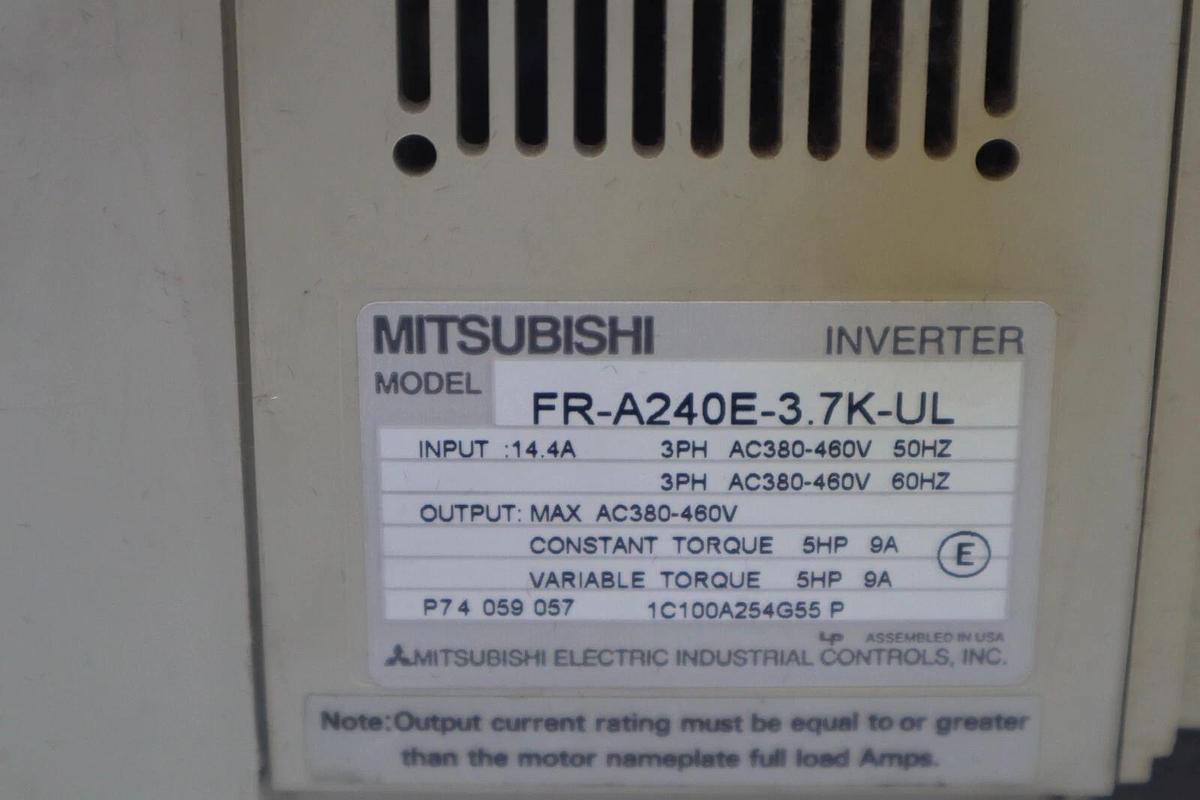 MITSUBISHI INVERTER
MODEL FR-A240E-3.7K-UL
INPUT :14.4A 3PH AC380-460V 50HZ
3PH AC380-460V 60HZ
OUTPUT: MAX AC380-460V
CONSTANT TORQUE 5HP 9A E
VARIABLE TORQUE 5HP 9A
P74 059 057 1C100A254G55 P
LP ASSEMBLED IN USA
MITSUBISHI ELECTRIC INDUSTRIAL CONTROLS, INC.
Note:Output current rating must be equal to or greater
than the motor nameplate full load Amps.